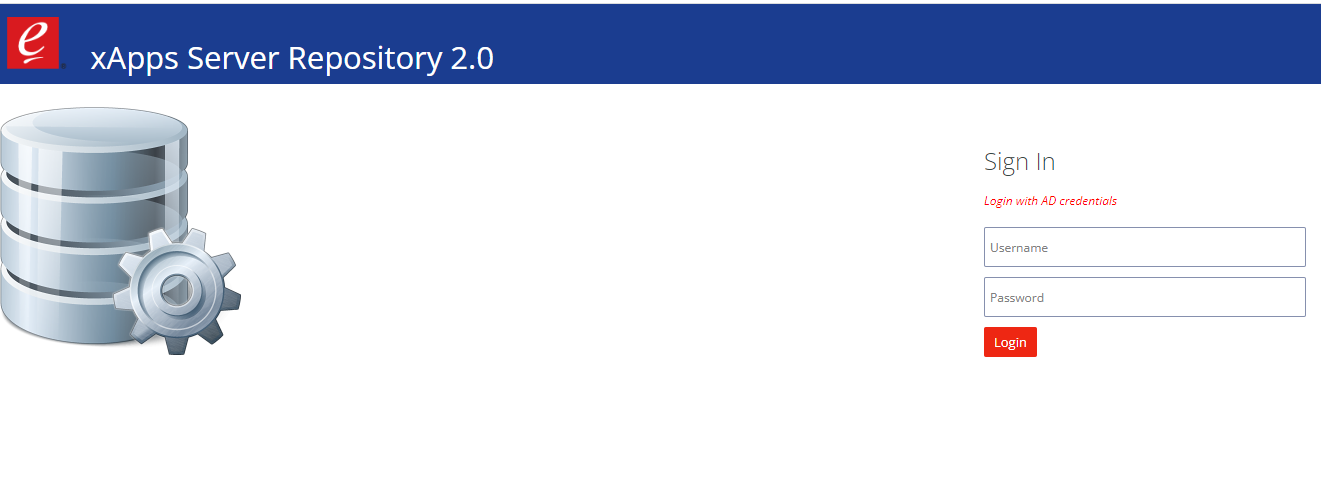 e
xApps Server Repository 2.0
Sign In
Login with AD credentials
Username
Password
Login